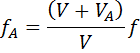 f_A = \frac{(V + V_A)}{V} f